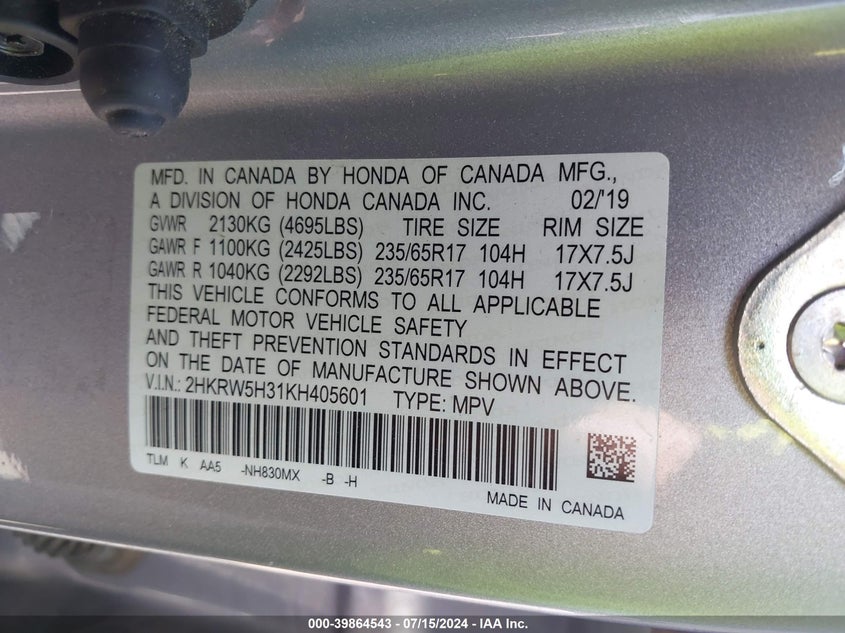 MFD. IN CANADA BY HONDA OF CANADA MFG.,
A DIVISION OF HONDA CANADA INC. 02/'19
GVWR 2130KG (4695LBS) TIRE SIZE RIM SIZE
GAWR F 1100KG (2425LBS) 235/65R17 104H 17X7.5J
GAWR R 1040KG (2292LBS) 235/65R17 104H 17X7.5J
THIS VEHICLE CONFORMS TO ALL APPLICABLE
FEDERAL MOTOR VEHICLE SAFETY
AND THEFT PREVENTION STANDARDS IN EFFECT
ON THE DATE OF MANUFACTURE SHOWN ABOVE.
V.I.N.: 2HKRW5H31KH405601 TYPE: MPV
TLM K AA5 -NH830MX -B -H
MADE IN CANADA
000-39864543 - 07/15/2024 - IAA Inc.